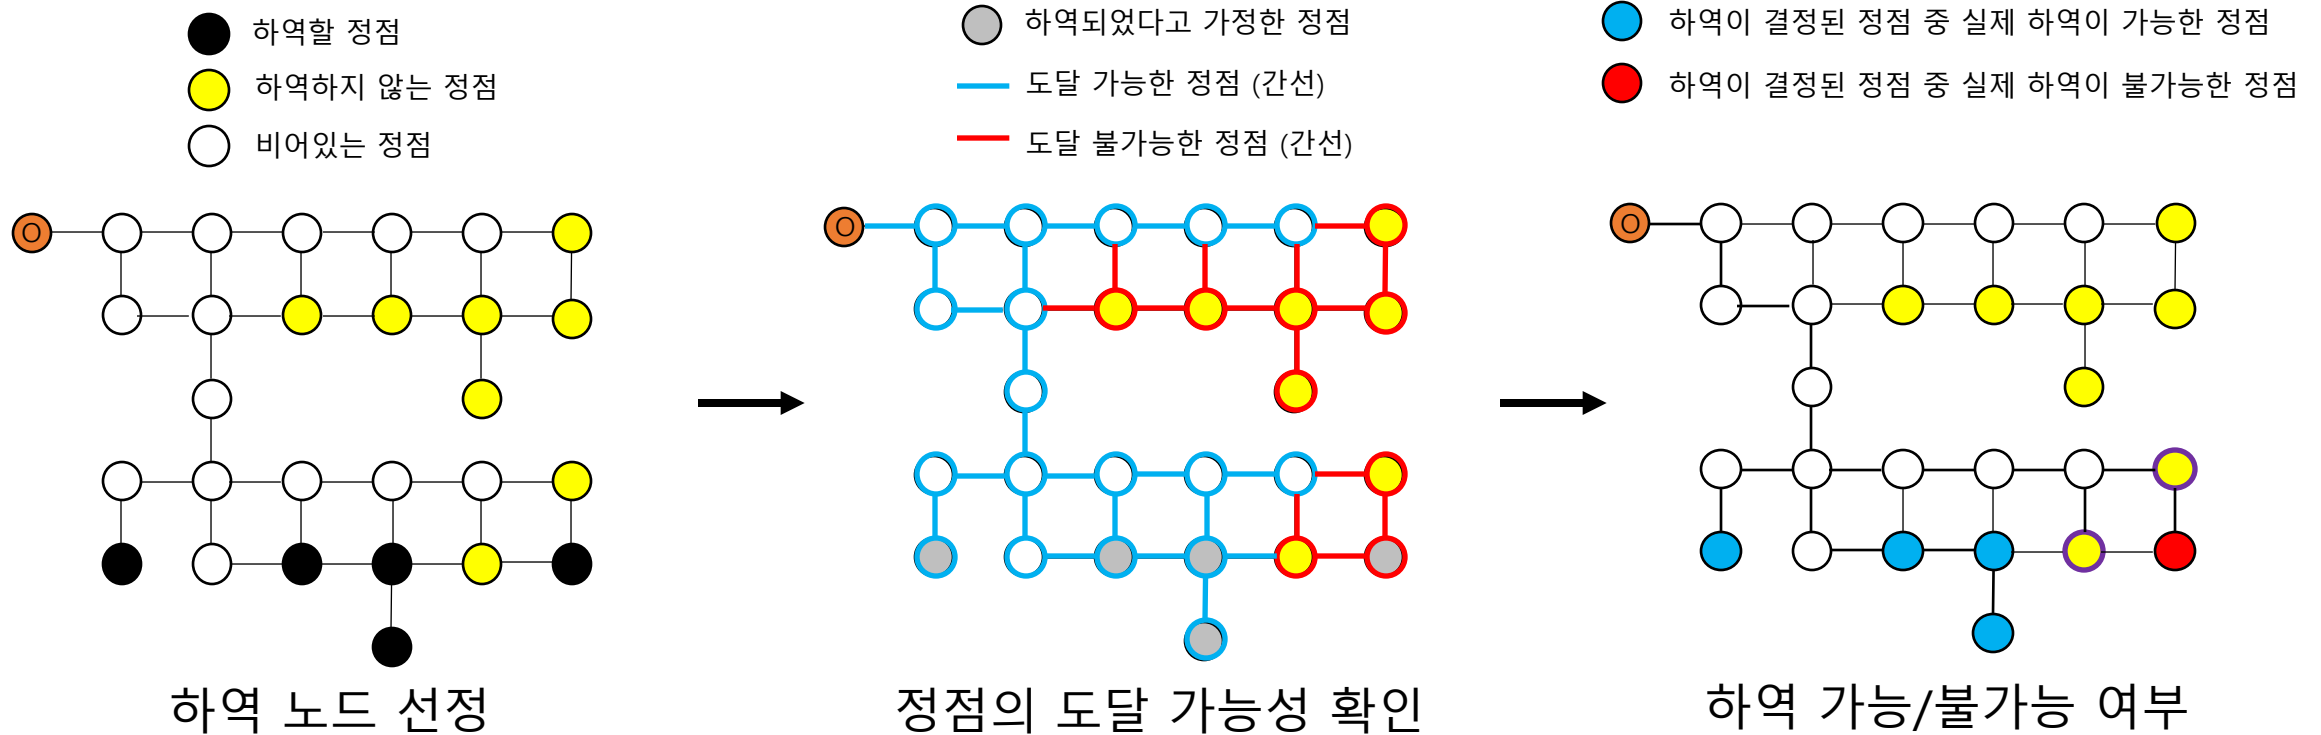 하역할 정점
하역하지 않는 정점
비어있는 정점
O
하역 노드 선정
하역되었다고 가정한 정점
도달 가능한 정점 (간선)
도달 불가능한 정점 (간선)
O
정점의 도달 가능성 확인
하역이 결정된 정점 중 실제 하역이 가능한 정점
하역이 결정된 정점 중 실제 하역이 불가능한 정점
O
하역 가능/불가능 여부